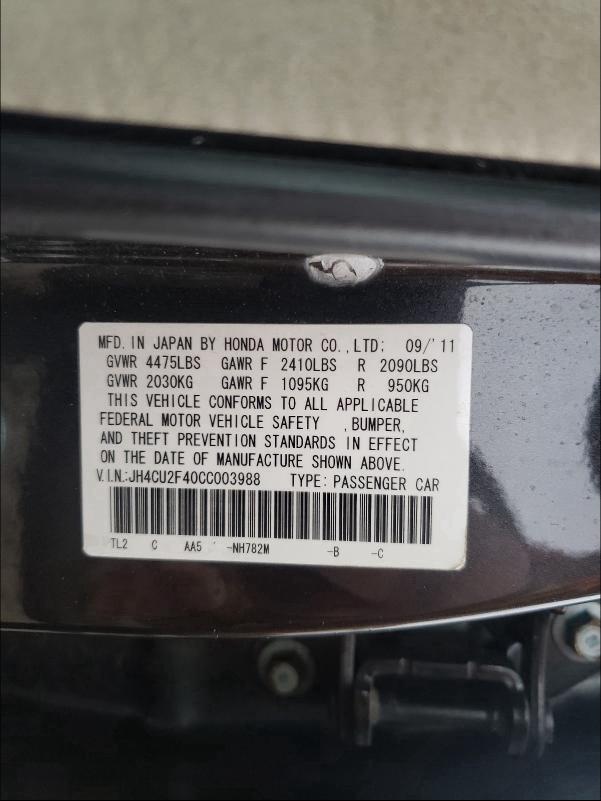 MFD. IN JAPAN BY HONDA MOTOR CO., LTD: 09/'11
GVWR 4475LBS GAWR F 2410LBS R 2090LBS
GVWR 2030KG GAWR F 1095KG R 950KG
THIS VEHICLE CONFORMS TO ALL APPLICABLE
FEDERAL MOTOR VEHICLE SAFETY ,BUMPER,
AND THEFT PREVENTION STANDARDS IN EFFECT
ON THE DATE OF MANUFACTURE SHOWN ABOVE.
V.I.N.:JH4CU2F40CC003988 TYPE: PASSENGER CAR
TL2 C AA5 -NH782M -B -C